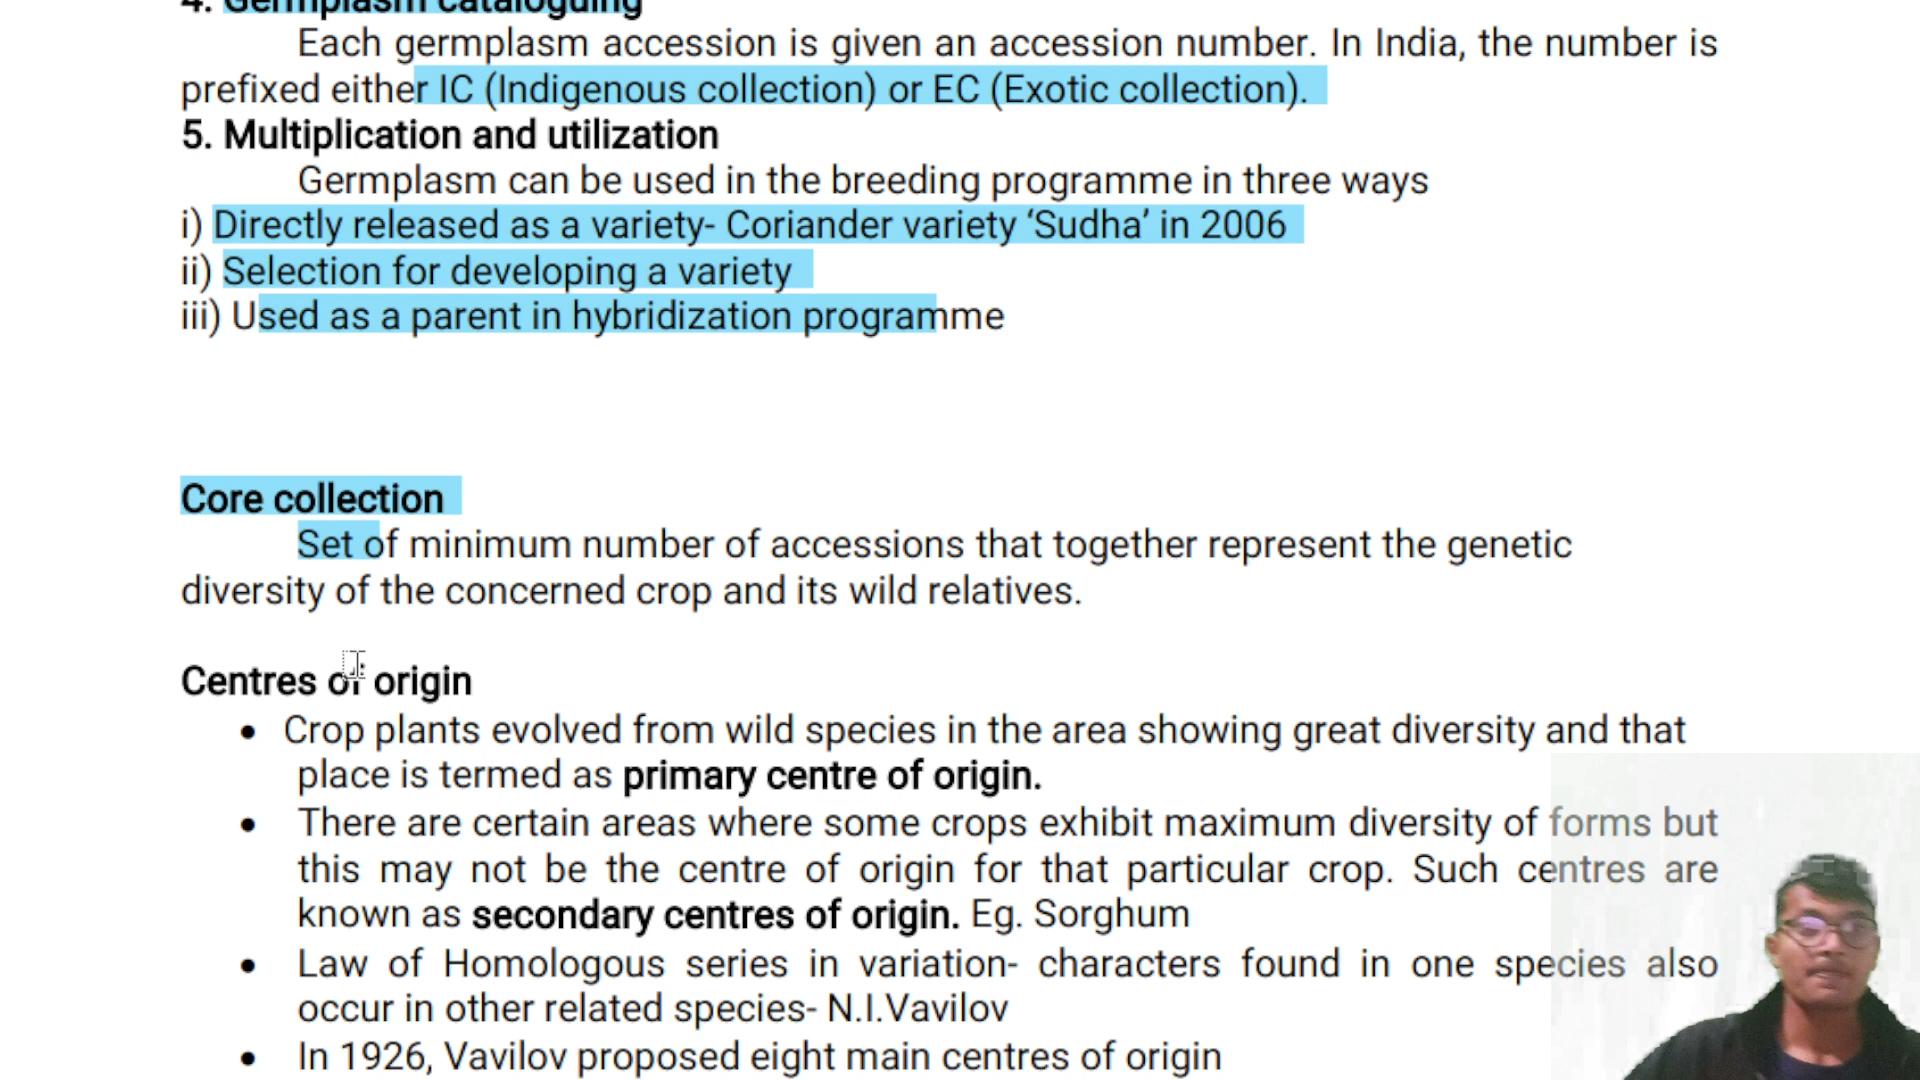 4. Germplasm cataloguing
Each germplasm accession is given an accession number. In India, the number is
prefixed either IC (Indigenous collection) or EC (Exotic collection).
5. Multiplication and utilization
Germplasm can be used in the breeding programme in three ways
i) Directly released as a variety- Coriander variety ‘Sudha’ in 2006
ii) Selection for developing a variety
iii) Used as a parent in hybridization programme
Core collection
Set of minimum number of accessions that together represent the genetic
diversity of the concerned crop and its wild relatives.
Centres of origin
• Crop plants evolved from wild species in the area showing great diversity and that
place is termed as primary centre of origin.
• There are certain areas where some crops exhibit maximum diversity of forms but
this may not be the centre of origin for that particular crop. Such centres are
known as secondary centres of origin. Eg. Sorghum
• Law of Homologous series in variation- characters found in one species also
occur in other related species- N.I.Vavilov
• In 1926, Vavilov proposed eight main centres of origin